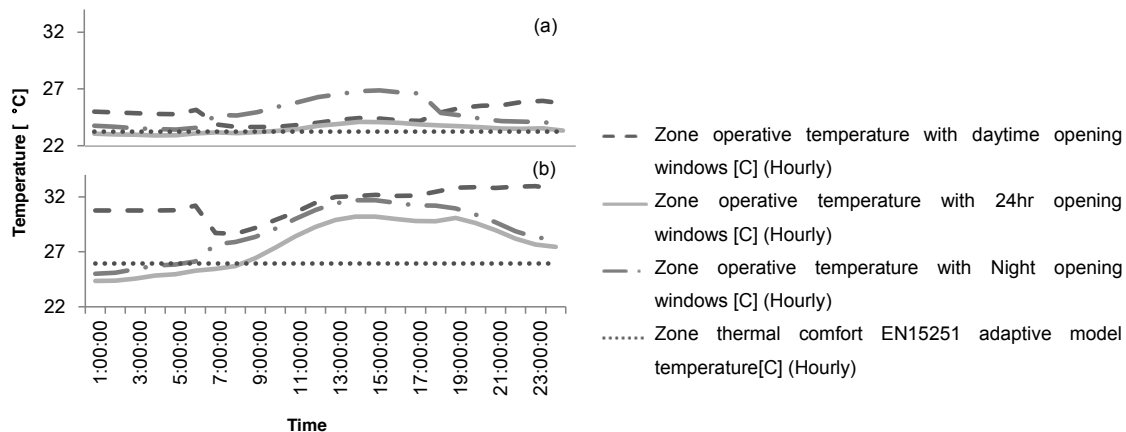 (a)
32
27
22
(b)
32
27
22
Temperature [ °C]
1:00:00
3:00:00
5:00:00
7:00:00
9:00:00
11:00:00
13:00:00
15:00:00
17:00:00
19:00:00
21:00:00
23:00:00
Time
Zone operative temperature with daytime opening
windows [C] (Hourly)
Zone operative temperature with 24hr opening
windows [C] (Hourly)
Zone operative temperature with Night opening
windows [C] (Hourly)
Zone thermal comfort EN15251 adaptive model
temperature[C] (Hourly)